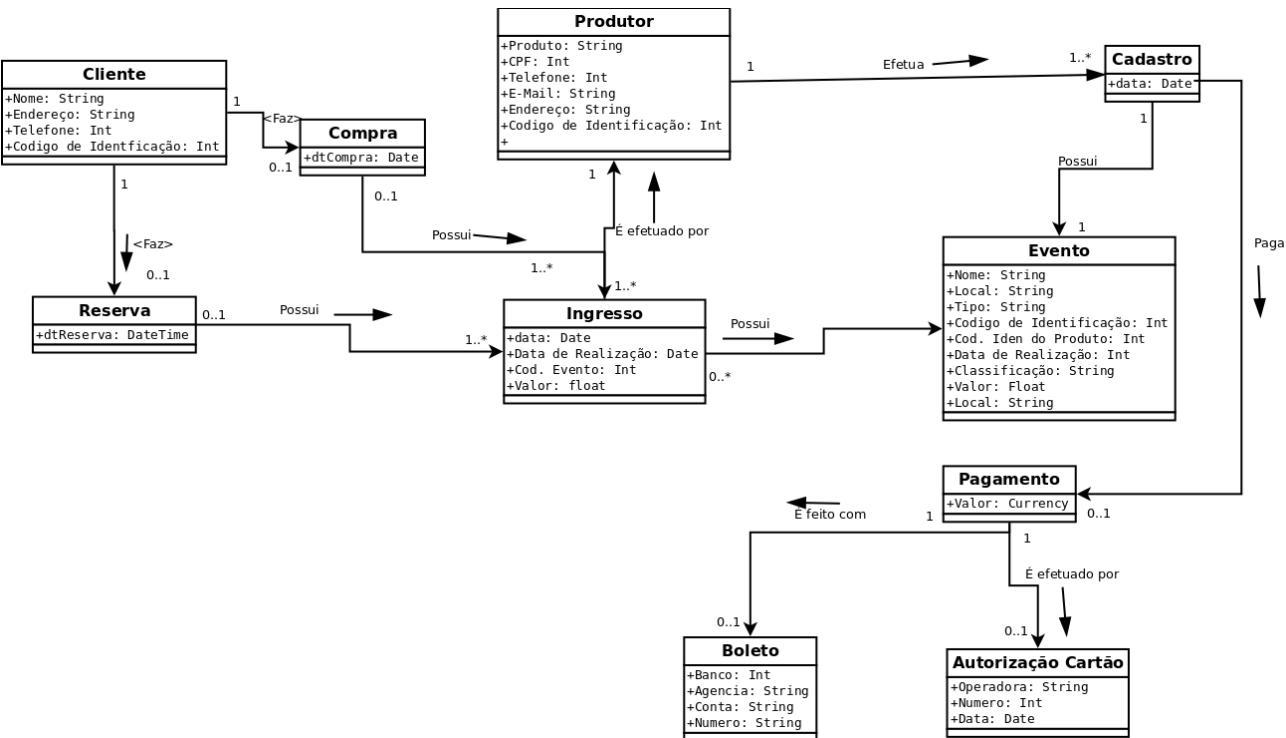 Produtor
+Produto: String
+CPF: Int
+Telefone: Int
+E-Mail: String
+Endereço: String
+Codigo de Identificação: Int
+
1
Efetua
1..*
Cadastro
+data: Date
1
Cliente
+Nome: String
+Endereço: String
+Telefone: Int
+Codigo de Identficação: Int
1
<Faz>
0..1
Compra
+dtCompra: Date
0..1
1
<Faz>
0..1
Possui
1..*
1
É efetuado por
1..*
Possui
1
Evento
+Nome: String
+Local: String
+Tipo: String
+Codigo de Identificação: Int
+Cod. Iden do Produto: Int
+Data de Realização: Int
+Classificação: String
+Valor: Float
+Local: String
Paga
Reserva
+dtReserva: DateTime
0..1
Possui
1..*
Ingresso
+data: Date
+Data de Realização: Date
+Cod. Evento: Int
+Valor: float
Possui
0..*
Pagamento
+Valor: Currency
0..1
É feito com
1
1
É efetuado por
0..1
0..1
Boleto
+Banco: Int
+Agencia: String
+Conta: String
+Numero: String
Autorização Cartão
+Operadora: String
+Numero: Int
+Data: Date